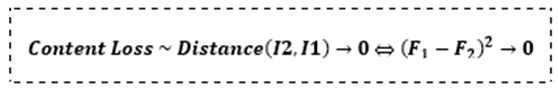 Content Loss ~ Distance(I2, I1) → 0 ⇔ (F₁ − F₂)² → 0